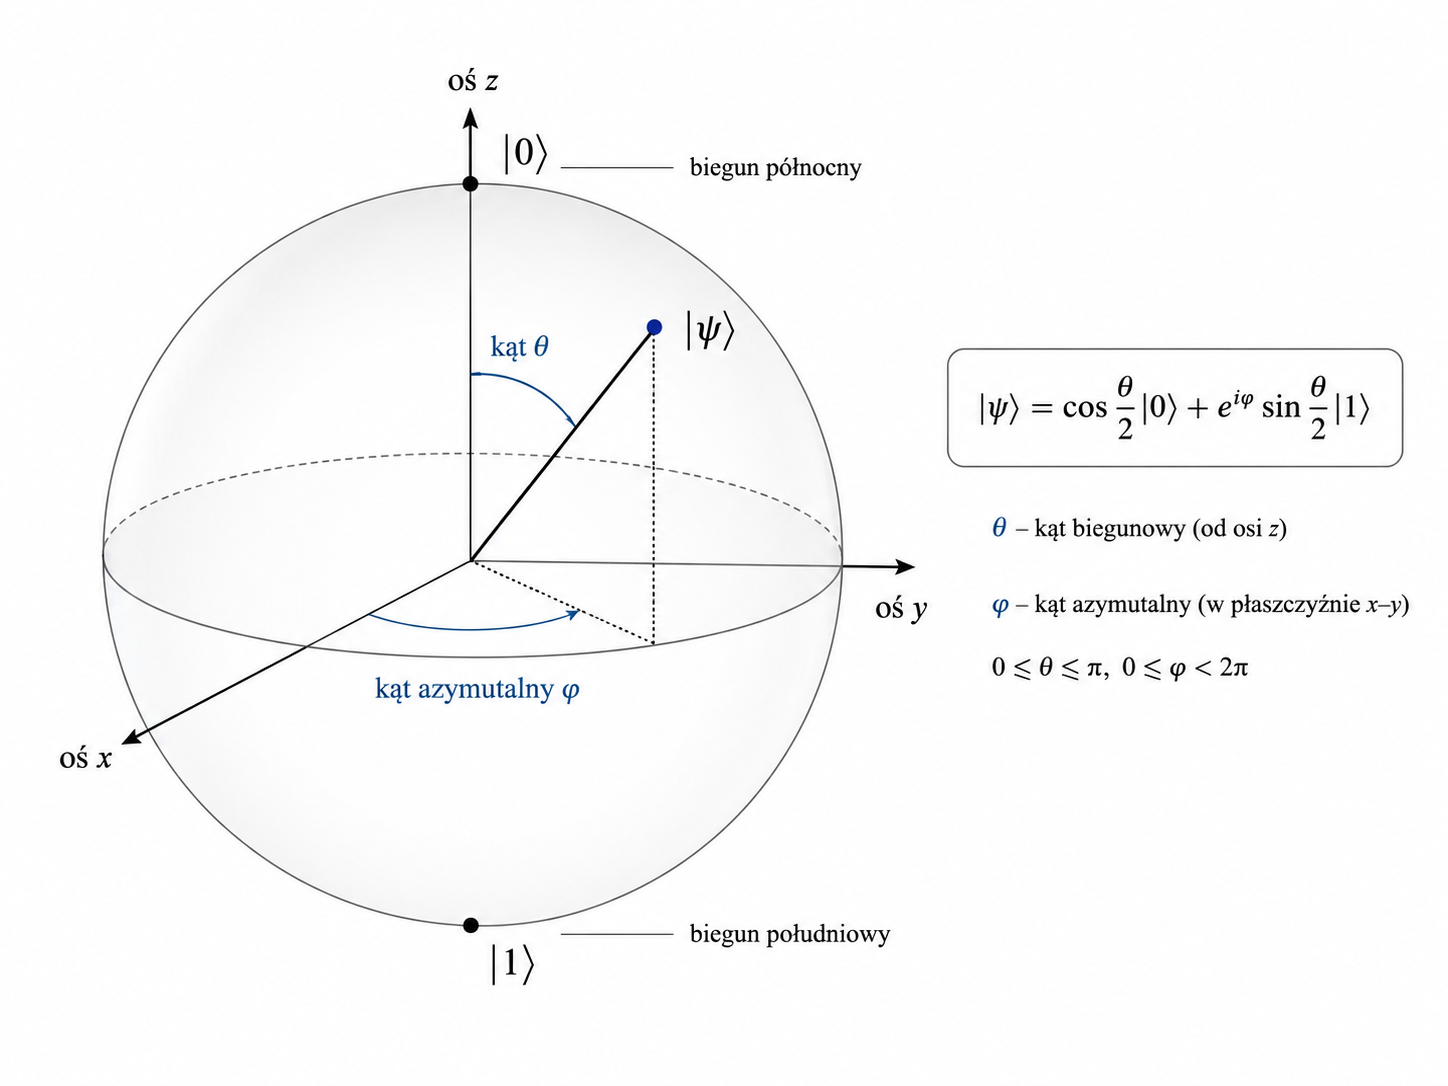 oś z
|0⟩
biegun północny
kąt θ
|ψ⟩
|ψ⟩ = cos θ/2 |0⟩ + e^{iφ} sin θ/2 |1⟩
θ – kąt biegunowy (od osi z)
oś y
φ – kąt azymutalny (w płaszczyźnie x–y)
0 ⩽ θ ⩽ π, 0 ⩽ φ < 2π
kąt azymutalny φ
oś x
biegun południowy
|1⟩